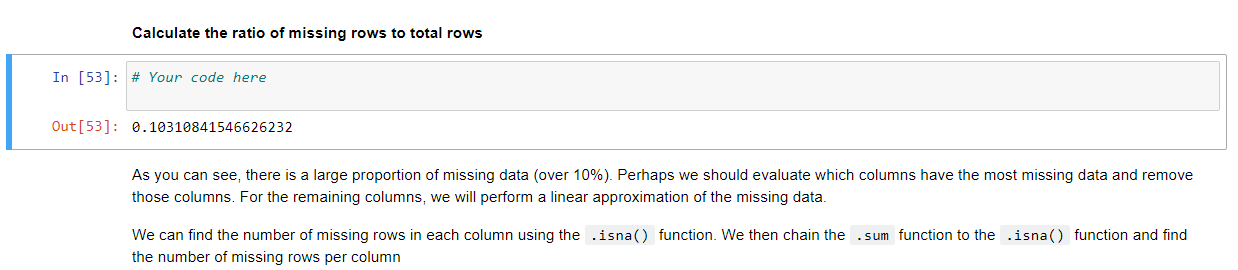 Calculate the ratio of missing rows to total rows
In [53]: # Your code here
Out[53]: 0.10310841546626232
As you can see, there is a large proportion of missing data (over 10%). Perhaps we should evaluate which columns have the most missing data and remove
those columns. For the remaining columns, we will perform a linear approximation of the missing data.
We can find the number of missing rows in each column using the .isna() function. We then chain the .sum function to the .isna() function and find
the number of missing rows per column